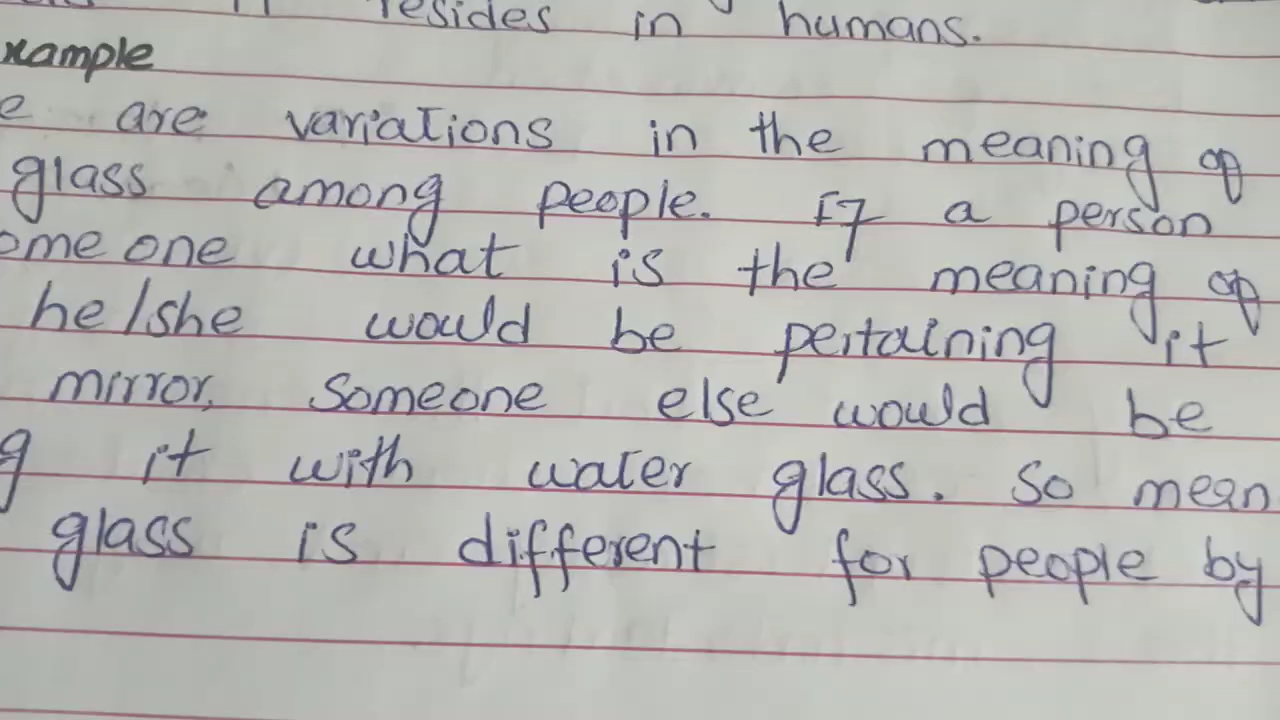 resides in humans.
xample
e are variations in the meaning of
glass among people. If a person
ome one what is the meaning of
he/she would be pertaining it
mirror, Someone else would be
g it with water glass. So mean
glass is different for people by